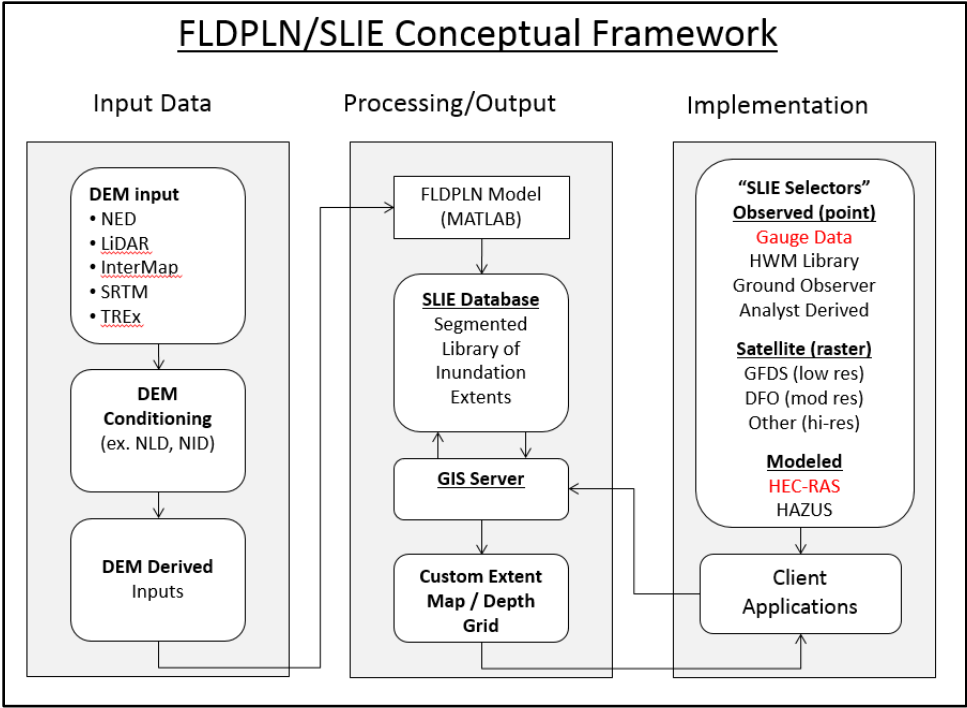 FLDPLN/SLIE Conceptual Framework
Input Data
DEM input
• NED
• LiDAR
• InterMap
• SRTM
• TREx
DEM
Conditioning
(ex. NLD, NID)
DEM Derived
Inputs
Processing/Output
FLDPLN Model
(MATLAB)
SLIE Database
Segmented
Library of
Inundation
Extents
GIS Server
Custom Extent
Map / Depth
Grid
Implementation
“SLIE Selectors”
Observed (point)
Gauge Data
HWM Library
Ground Observer
Analyst Derived
Satellite (raster)
GFDS (low res)
DFO (mod res)
Other (hi-res)
Modeled
HEC-RAS
HAZUS
Client
Applications